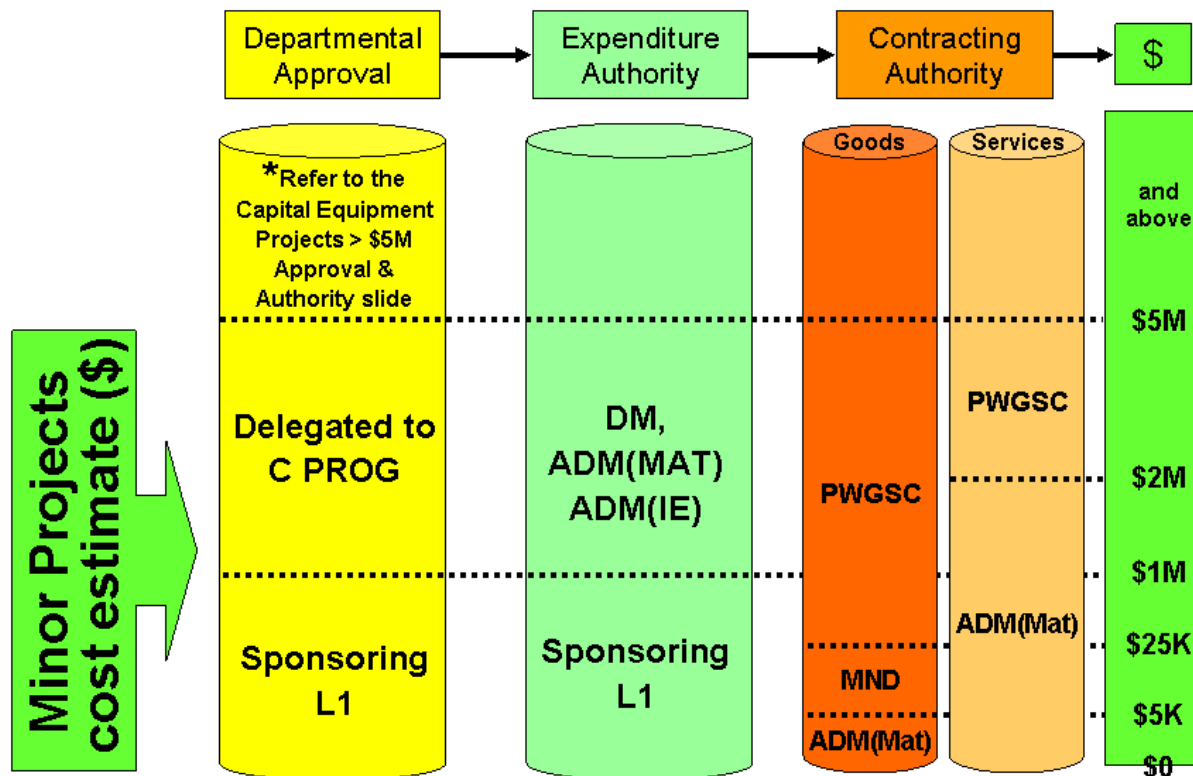 Departmental
Approval
Expenditure
Authority
Contracting
Authority
$
Goods
Services
*Refer to the
Capital Equipment
Projects > $5M
Approval &
Authority slide
and
above
$5M
Minor Projects
cost estimate ($)
Delegated to
C PROG
DM,
ADM(MAT)
ADM(IE)
PWGSC
PWGSC
$2M
$1M
Sponsoring
L1
Sponsoring
L1
ADM(Mat)
$25K
MND
$5K
ADM(Mat)
$0